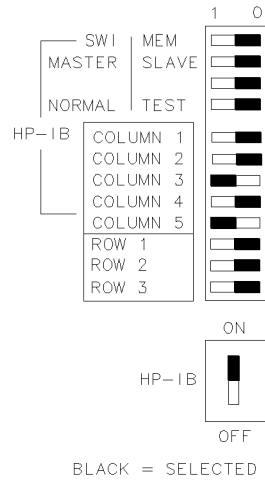 1 0
SWI MEM
MASTER SLAVE
NORMAL TEST
HP-IB
COLUMN 1
COLUMN 2
COLUMN 3
COLUMN 4
COLUMN 5
ROW 1
ROW 2
ROW 3
ON
HP-IB
OFF
BLACK = SELECTED